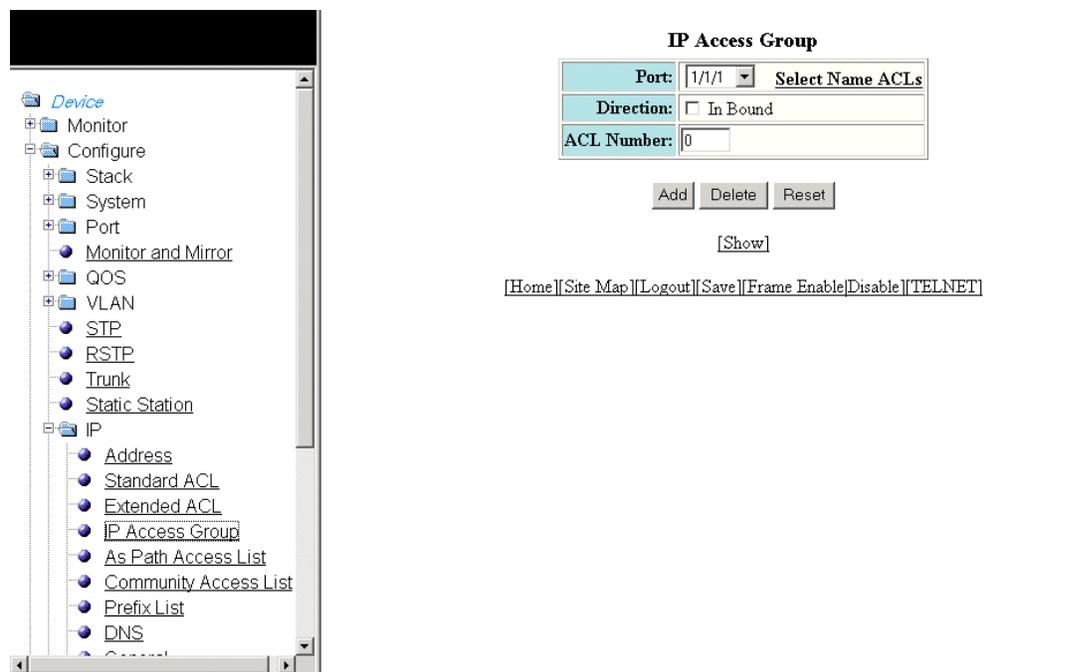 Device
Monitor
Configure
Stack
System
Port
Monitor and Mirror
QOS
VLAN
STP
RSTP
Trunk
Static Station
IP
Address
Standard ACL
Extended ACL
IP Access Group
As Path Access List
Community Access List
Prefix List
DNS
General
IP Access Group
Port: 1/1/1 Select Name ACLs
Direction: In Bound
ACL Number: 0
Add Delete Reset
[Show]
[Home][Site Map][Logout][Save][Frame Enable|Disable][TELNET]